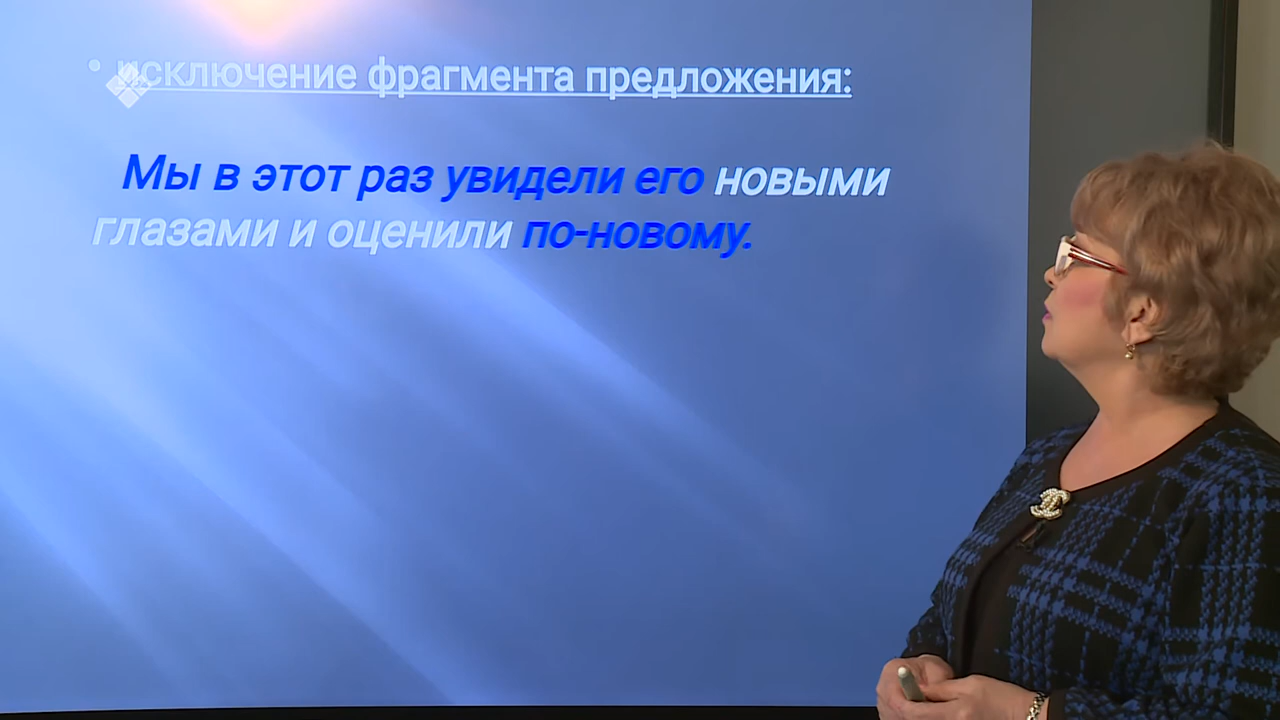 • исключение фрагмента предложения:
Мы в этот раз увидели его новыми
глазами и оценили по-новому.